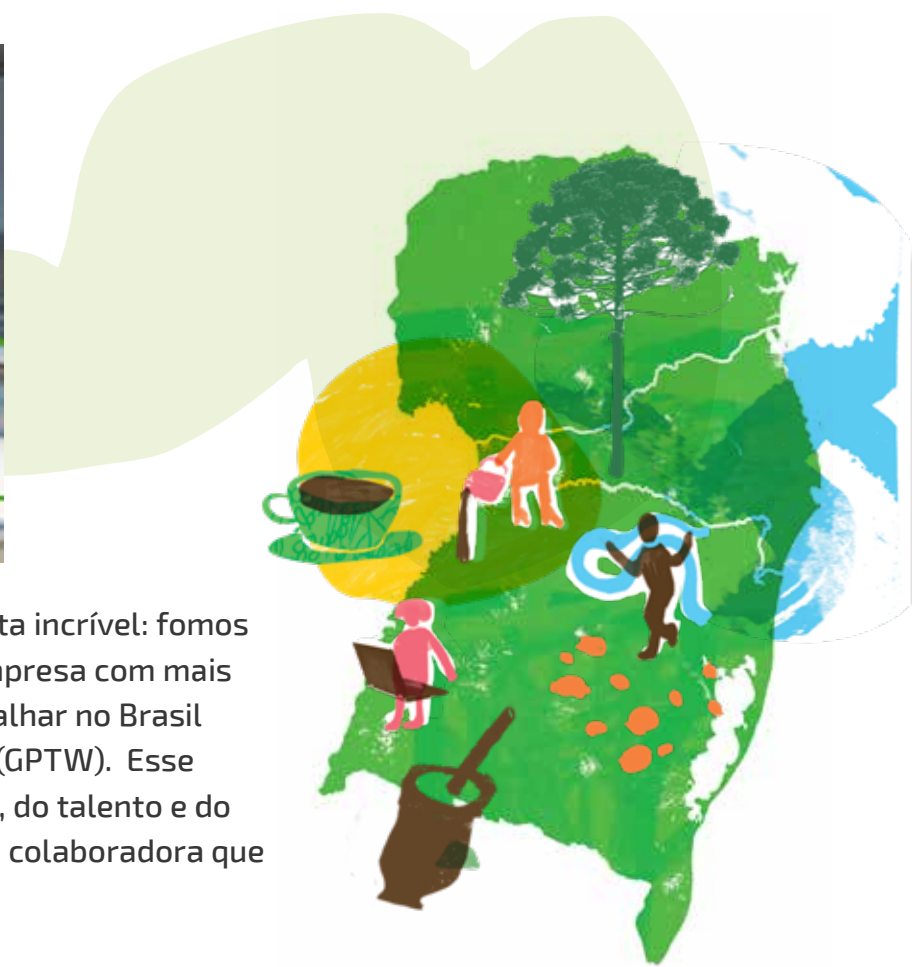 ta incrível: fomos
presa com mais
alhar no Brasil
(GPTW). Esse
, do talento e do
colaboradora que